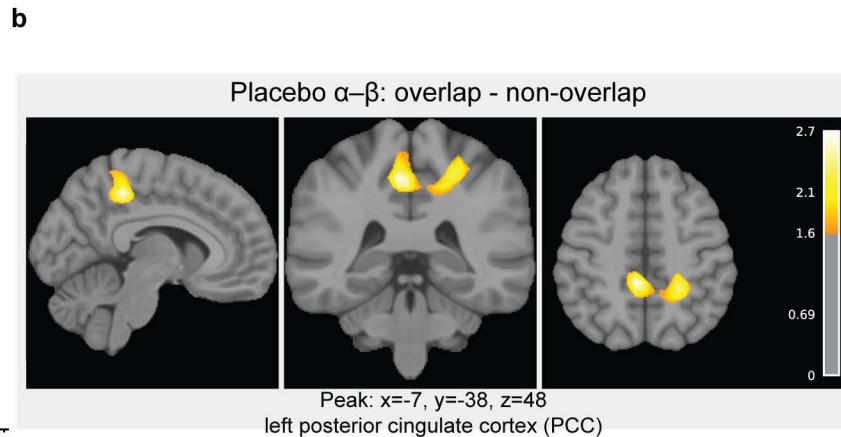 b
Placebo α–β: overlap - non-overlap
2.7
2.1
1.6
0.69
0
Peak: x=-7, y=-38, z=48
left posterior cingulate cortex (PCC)